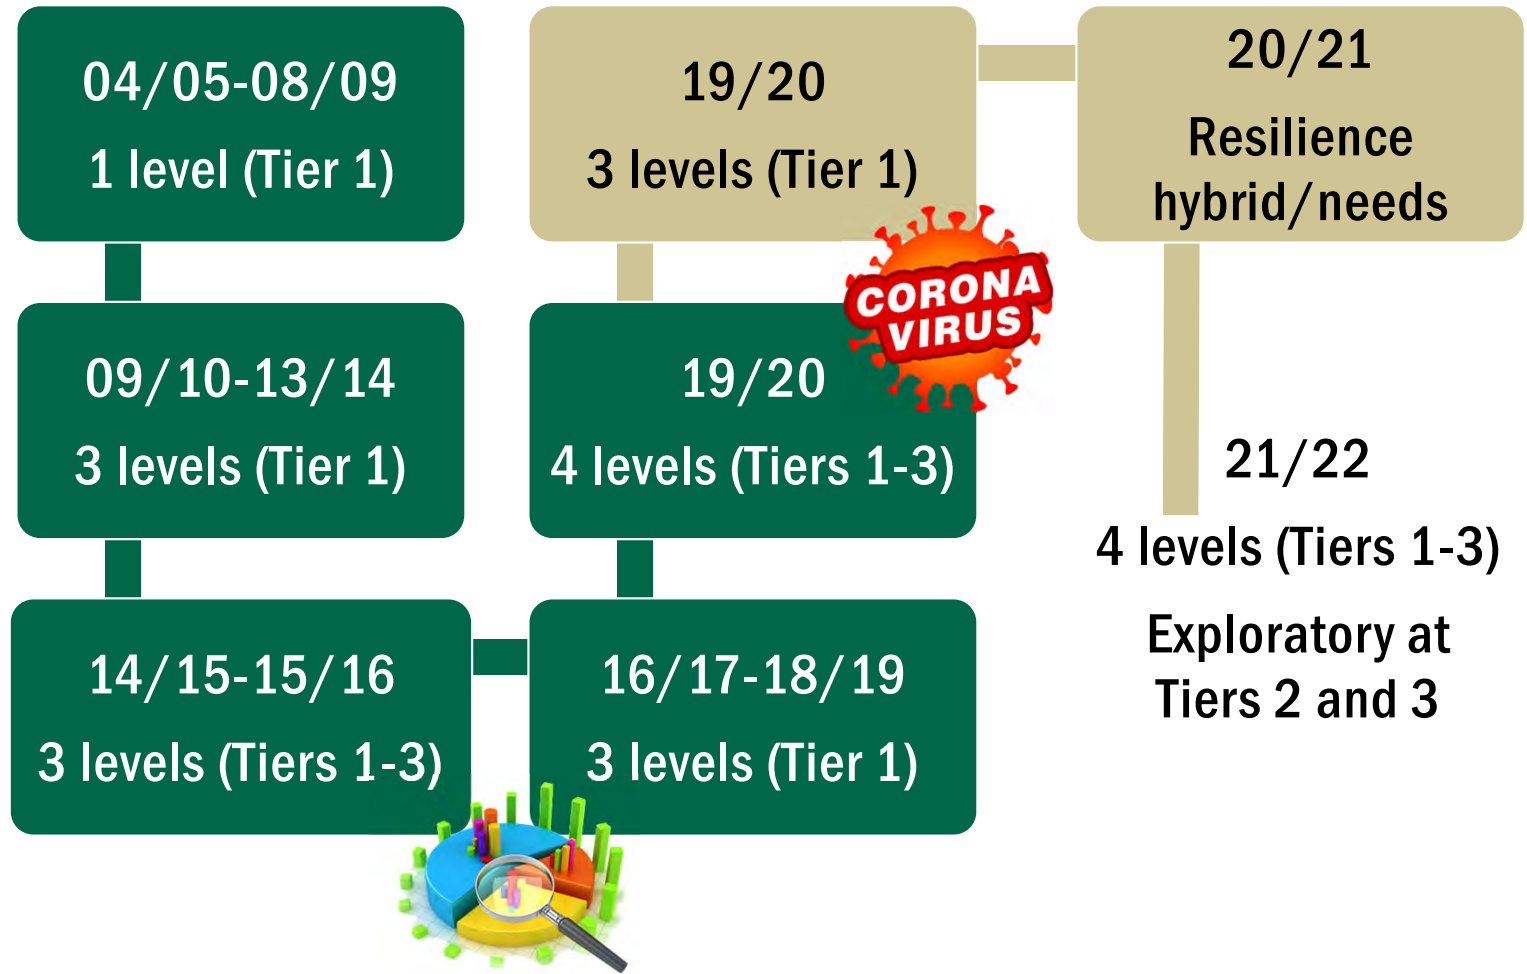 04/05-08/09
1 level (Tier 1)
09/10-13/14
3 levels (Tier 1)
14/15-15/16
3 levels (Tiers 1-3)
16/17-18/19
3 levels (Tier 1)
19/20
4 levels (Tiers 1-3)
19/20
3 levels (Tier 1)
CORONA
VIRUS
20/21
Resilience
hybrid/needs
21/22
4 levels (Tiers 1-3)
Exploratory at
Tiers 2 and 3